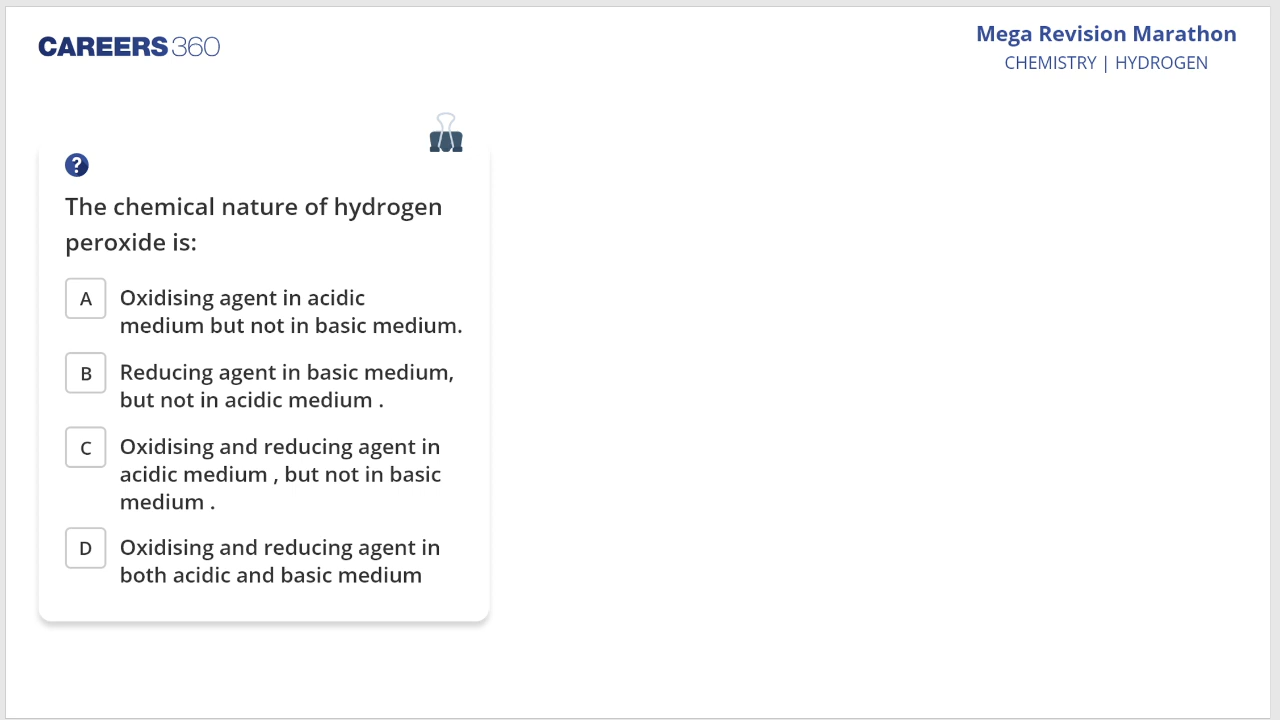 CAREERS360
Mega Revision Marathon
CHEMISTRY | HYDROGEN
?
The chemical nature of hydrogen
peroxide is:
A Oxidising agent in acidic
medium but not in basic medium.
B Reducing agent in basic medium,
but not in acidic medium .
C Oxidising and reducing agent in
acidic medium , but not in basic
medium .
D Oxidising and reducing agent in
both acidic and basic medium